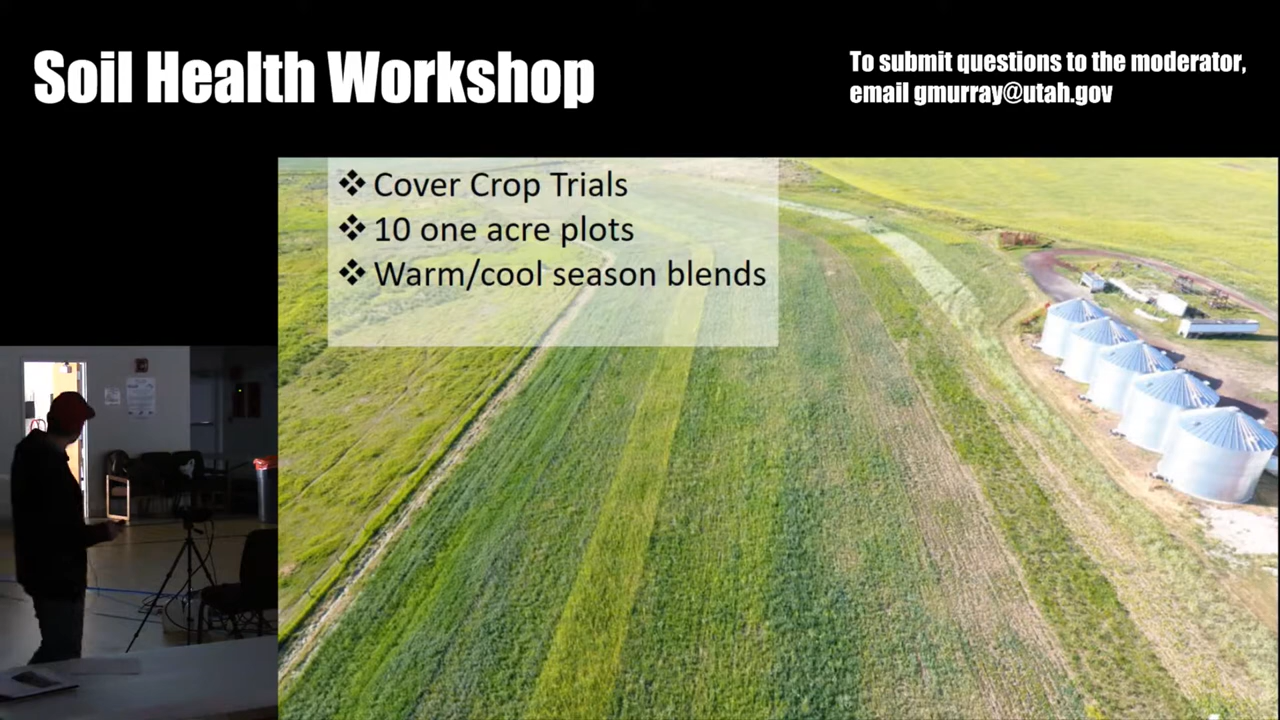 Soil Health Workshop
To submit questions to the moderator,
email gmurray@utah.gov
❖ Cover Crop Trials
❖ 10 one acre plots
❖ Warm/cool season blends